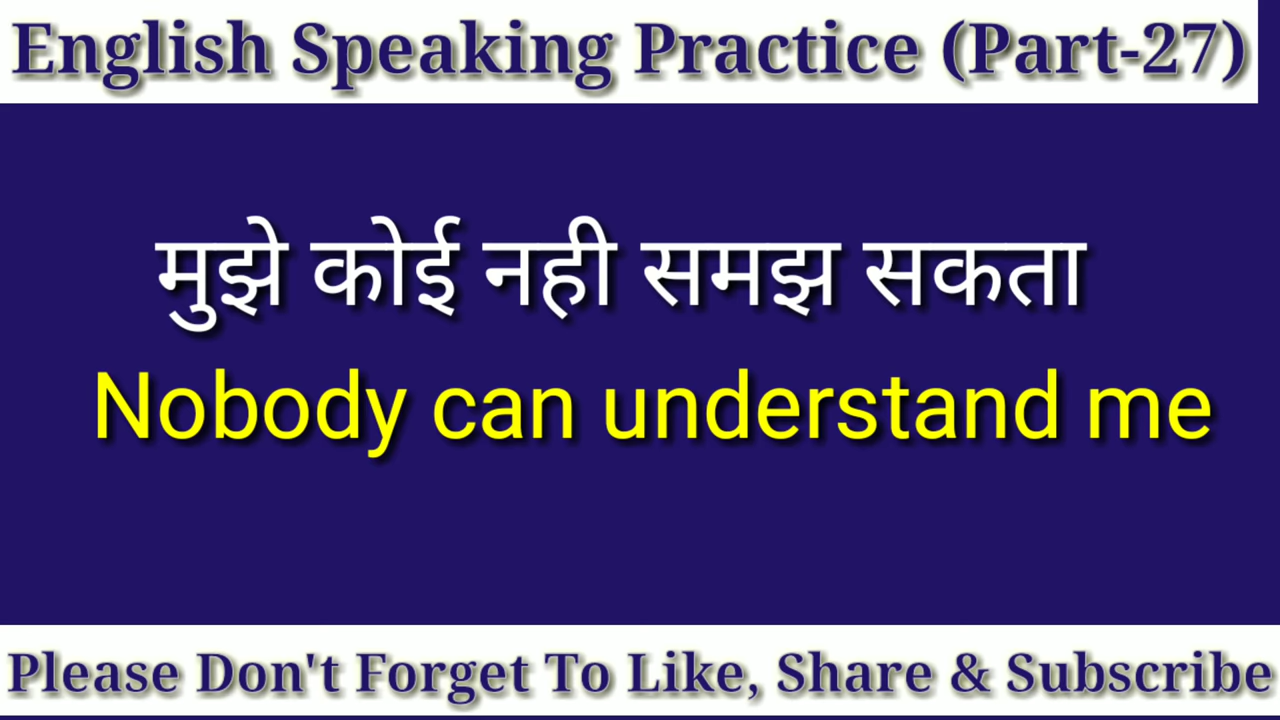 English Speaking Practice (Part-27)
मुझे कोई नही समझ सकता
Nobody can understand me
Please Don't Forget To Like, Share & Subscribe